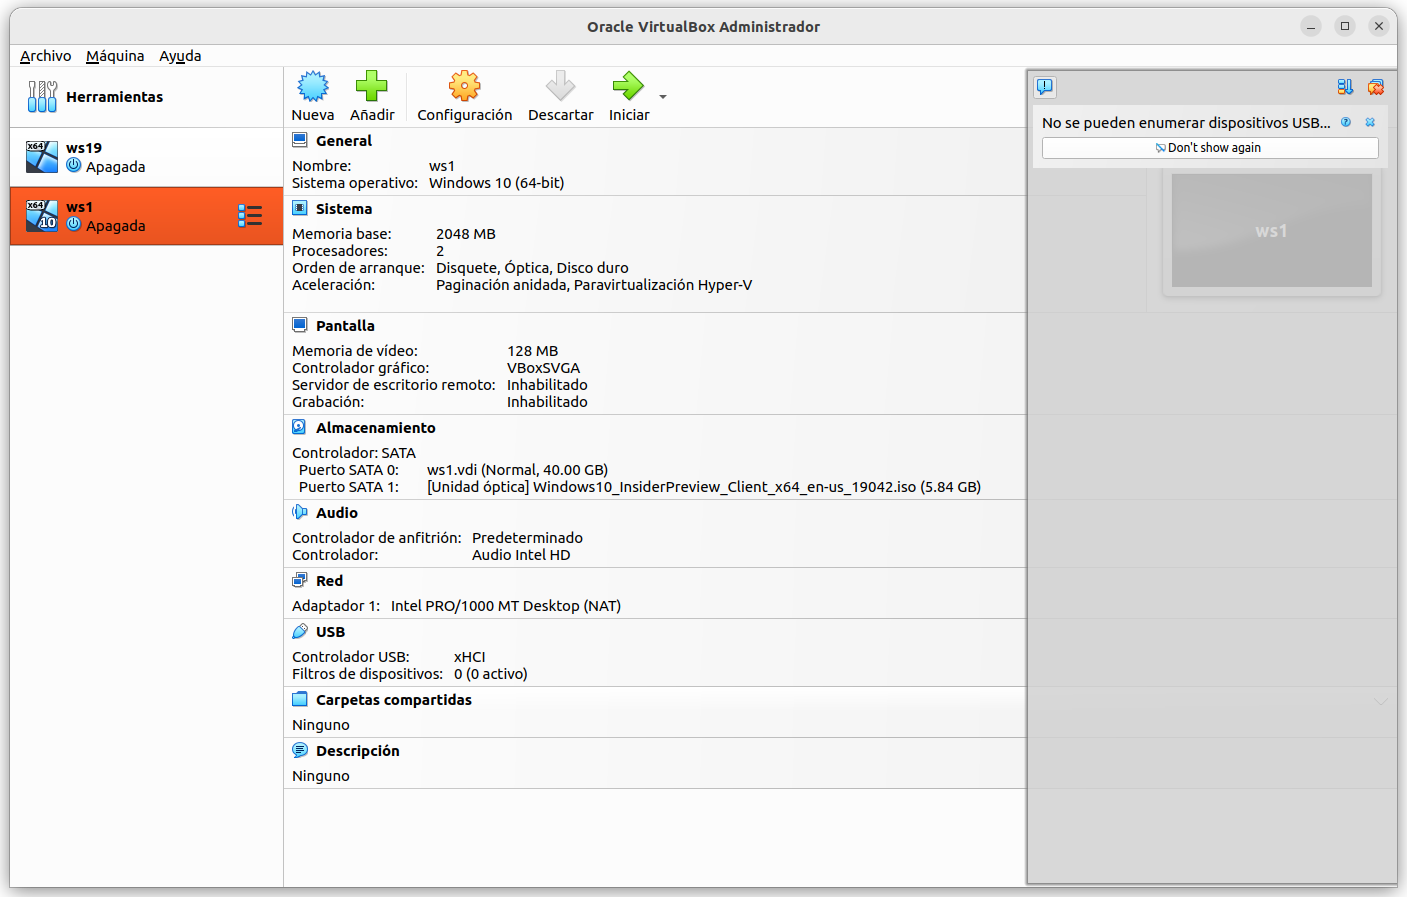 Oracle VirtualBox Administrador
Archivo Máquina Ayuda
Herramientas
ws19
Apagada
ws1
Apagada
Nueva Añadir Configuración Descartar Iniciar
General
Nombre: ws1
Sistema operativo: Windows 10 (64-bit)
Sistema
Memoria base: 2048 MB
Procesadores: 2
Orden de arranque: Disquete, Óptica, Disco duro
Aceleración: Paginación anidada, Paravirtualización Hyper-V
Pantalla
Memoria de vídeo: 128 MB
Controlador gráfico: VBoxSVGA
Servidor de escritorio remoto: Inhabilitado
Grabación: Inhabilitado
Almacenamiento
Controlador: SATA
Puerto SATA 0: ws1.vdi (Normal, 40.00 GB)
Puerto SATA 1: [Unidad óptica] Windows10_InsiderPreview_Client_x64_en-us_19042.iso (5.84 GB)
Audio
Controlador de anfitrión: Predeterminado
Controlador: Audio Intel HD
Red
Adaptador 1: Intel PRO/1000 MT Desktop (NAT)
USB
Controlador USB: xHCI
Filtros de dispositivos: 0 (0 activo)
Carpetas compartidas
Ninguno
Descripción
Ninguno
No se pueden enumerar dispositivos USB...
Don't show again
ws1
x64
x64
10